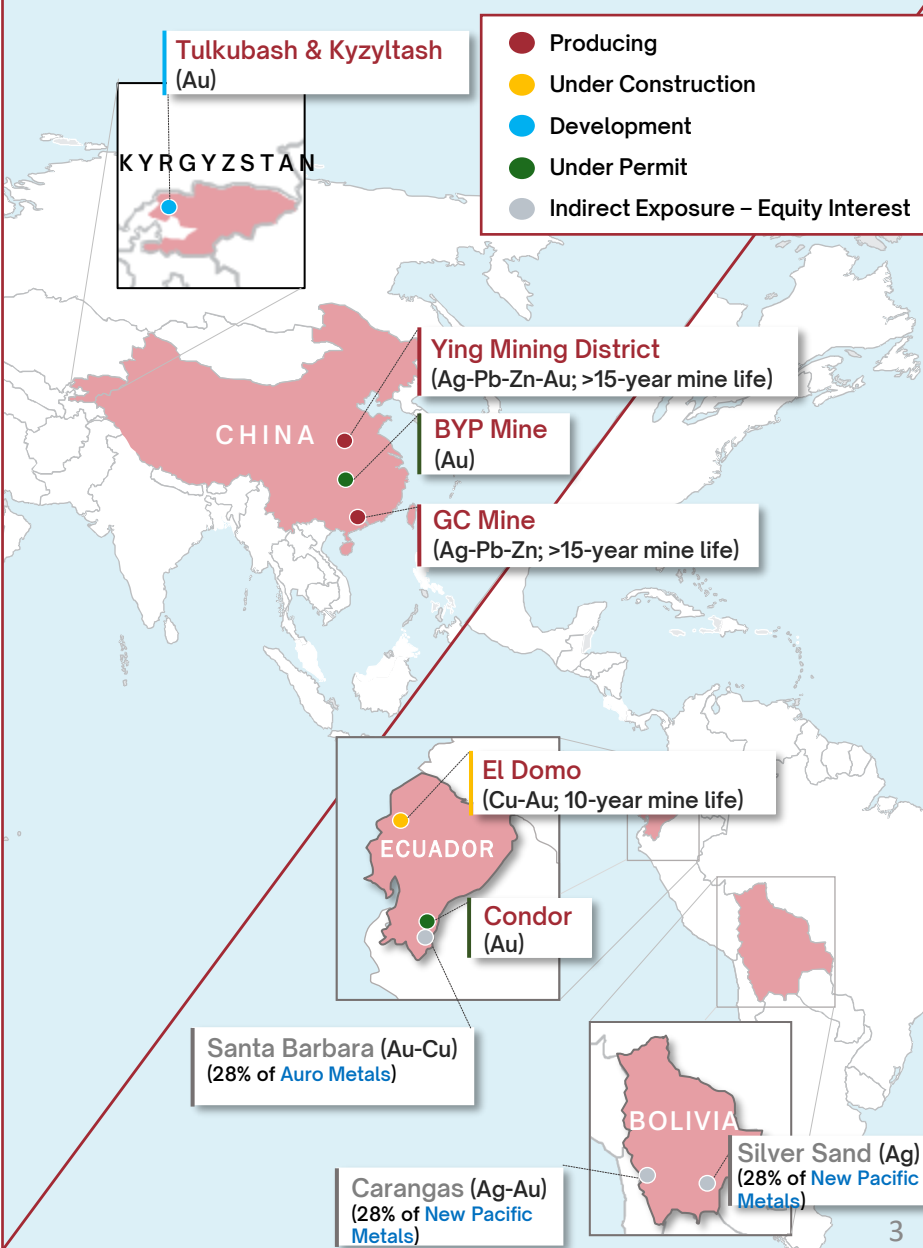 Tulkubash & Kyzyltash
(Au)
Producing
Under Construction
Development
Under Permit
Indirect Exposure – Equity Interest
KYRGYZSTAN
Ying Mining District
(Ag-Pb-Zn-Au; >15-year mine life)
CHINA
BYP Mine
(Au)
GC Mine
(Ag-Pb-Zn; >15-year mine life)
El Domo
(Cu-Au; 10-year mine life)
ECUADOR
Condor
(Au)
Santa Barbara (Au-Cu)
(28% of Auro Metals)
BOLIVIA
Silver Sand (Ag)
(28% of New Pacific
Metals)
Carangas (Ag-Au)
(28% of New Pacific
Metals)
3